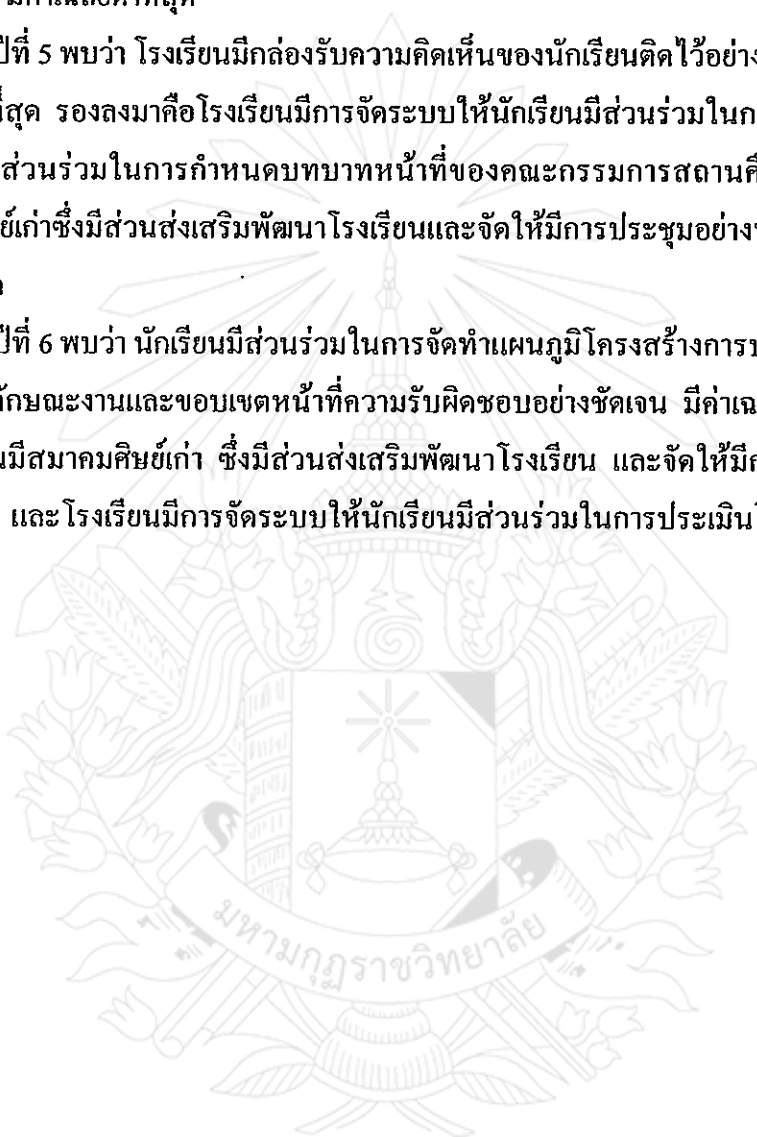 ปีที่ 5 พบว่า โรงเรียนมีกล่องรับความคิดเห็นของนักเรียนติดไว้อย่าง
ที่สุด รองลงมาคือโรงเรียนมีการจัดระบบให้นักเรียนมีส่วนร่วมในก
ส่วนร่วมในการกำหนดบทบาทหน้าที่ของคณะกรรมการสถานศึ
ย์เก่าซึ่งมีส่วนส่งเสริมพัฒนาโรงเรียนและจัดให้มีการประชุมอย่าง
ปีที่ 6 พบว่า นักเรียนมีส่วนร่วมในการจัดทำแผนภูมิโครงสร้างการ
ักษณะงานและขอบเขตหน้าที่ความรับผิดชอบอย่างชัดเจน มีค่าเฉ
นมีสมาคมศิษย์เก่า ซึ่งมีส่วนส่งเสริมพัฒนาโรงเรียน และจัดให้มี
และโรงเรียนมีการจัดระบบให้นักเรียนมีส่วนร่วมในการประเมิน
มหามกุฏราชวิทยาลัย